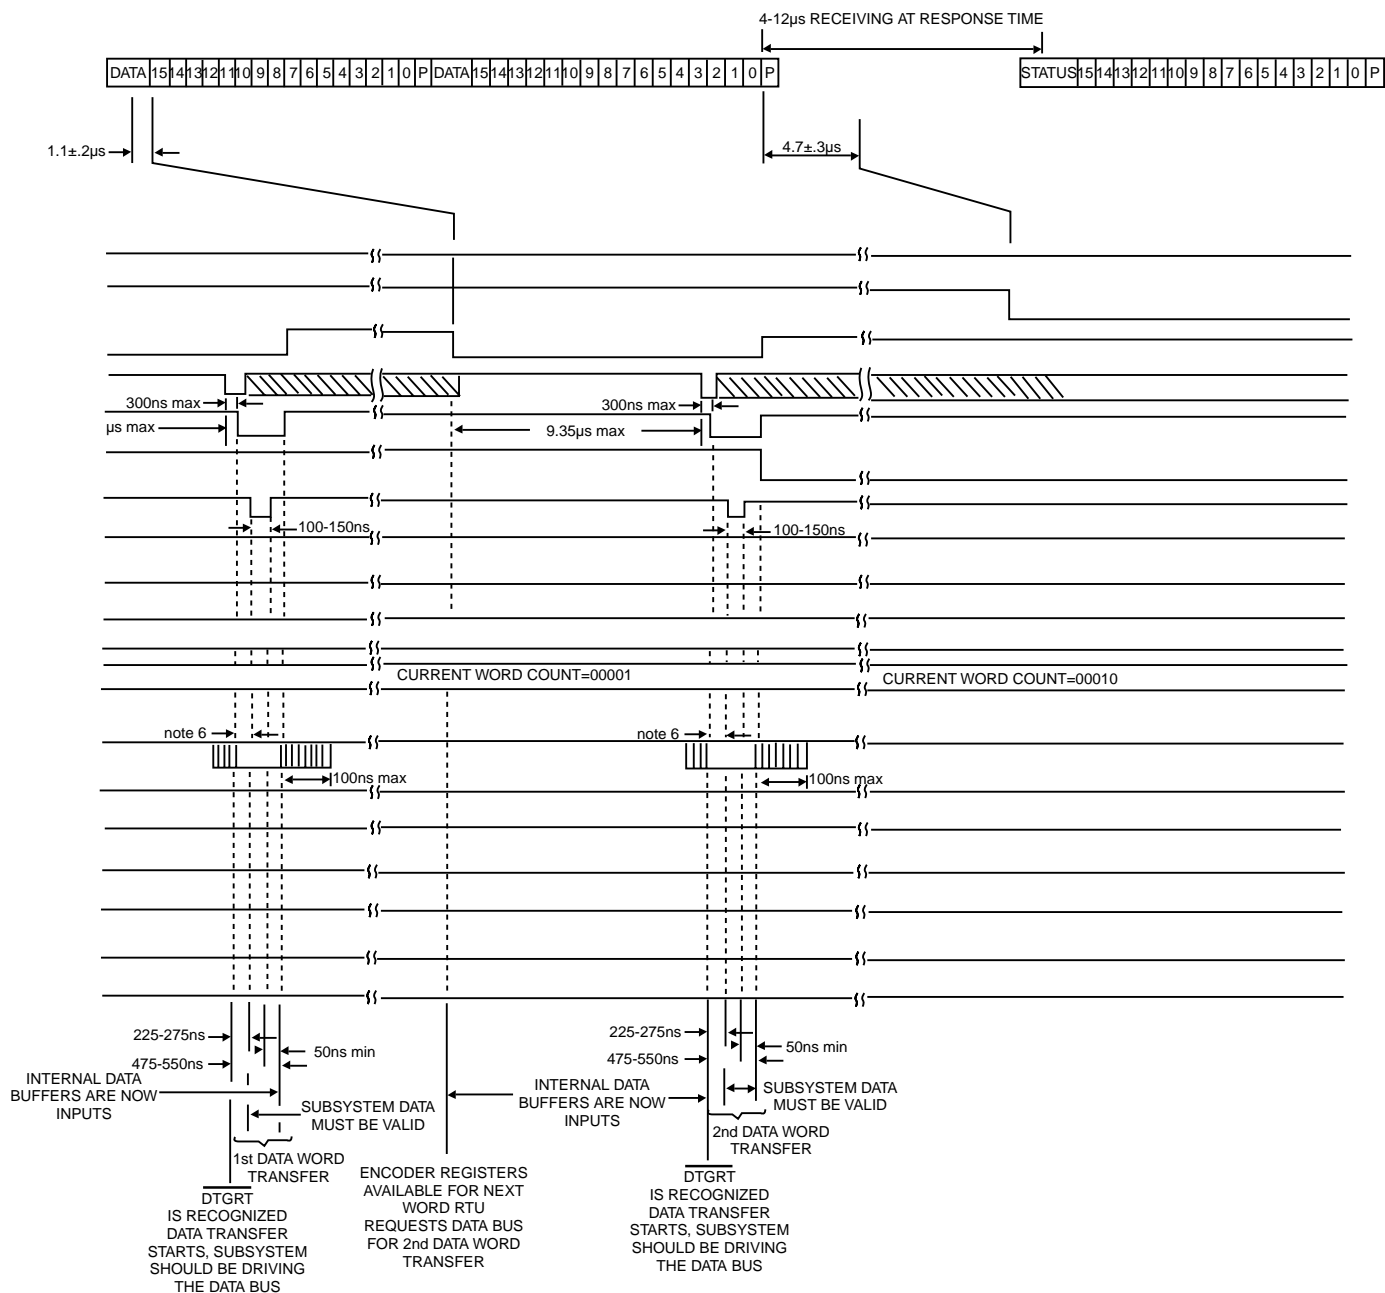 4-12µs RECEIVING AT RESPONSE TIME
DATA 15 14 13 12 11 10 9 8 7 6 5 4 3 2 1 0 P DATA 15 14 13 12 11 10 9 8 7 6 5 4 3 2 1 0 P
STATUS 15 14 13 12 11 10 9 8 7 6 5 4 3 2 1 0 P
1.1±.2µs
4.7±.3µs
300ns max
300ns max
µs max
9.35µs max
100-150ns
100-150ns
CURRENT WORD COUNT=00001
CURRENT WORD COUNT=00010
note 6
note 6
100ns max
100ns max
225-275ns
50ns min
475-550ns
225-275ns
50ns min
475-550ns
INTERNAL DATA
BUFFERS ARE NOW
INPUTS
SUBSYSTEM DATA
MUST BE VALID
INTERNAL DATA
BUFFERS ARE NOW
INPUTS
SUBSYSTEM DATA
MUST BE VALID
1st DATA WORD
TRANSFER
2nd DATA WORD
TRANSFER
DTGRT
IS RECOGNIZED
DATA TRANSFER
STARTS, SUBSYSTEM
SHOULD BE DRIVING
THE DATA BUS
ENCODER REGISTERS
AVAILABLE FOR NEXT
WORD RTU
REQUESTS DATA BUS
FOR 2nd DATA WORD
TRANSFER
DTGRT
IS RECOGNIZED
DATA TRANSFER
STARTS, SUBSYSTEM
SHOULD BE DRIVING
THE DATA BUS